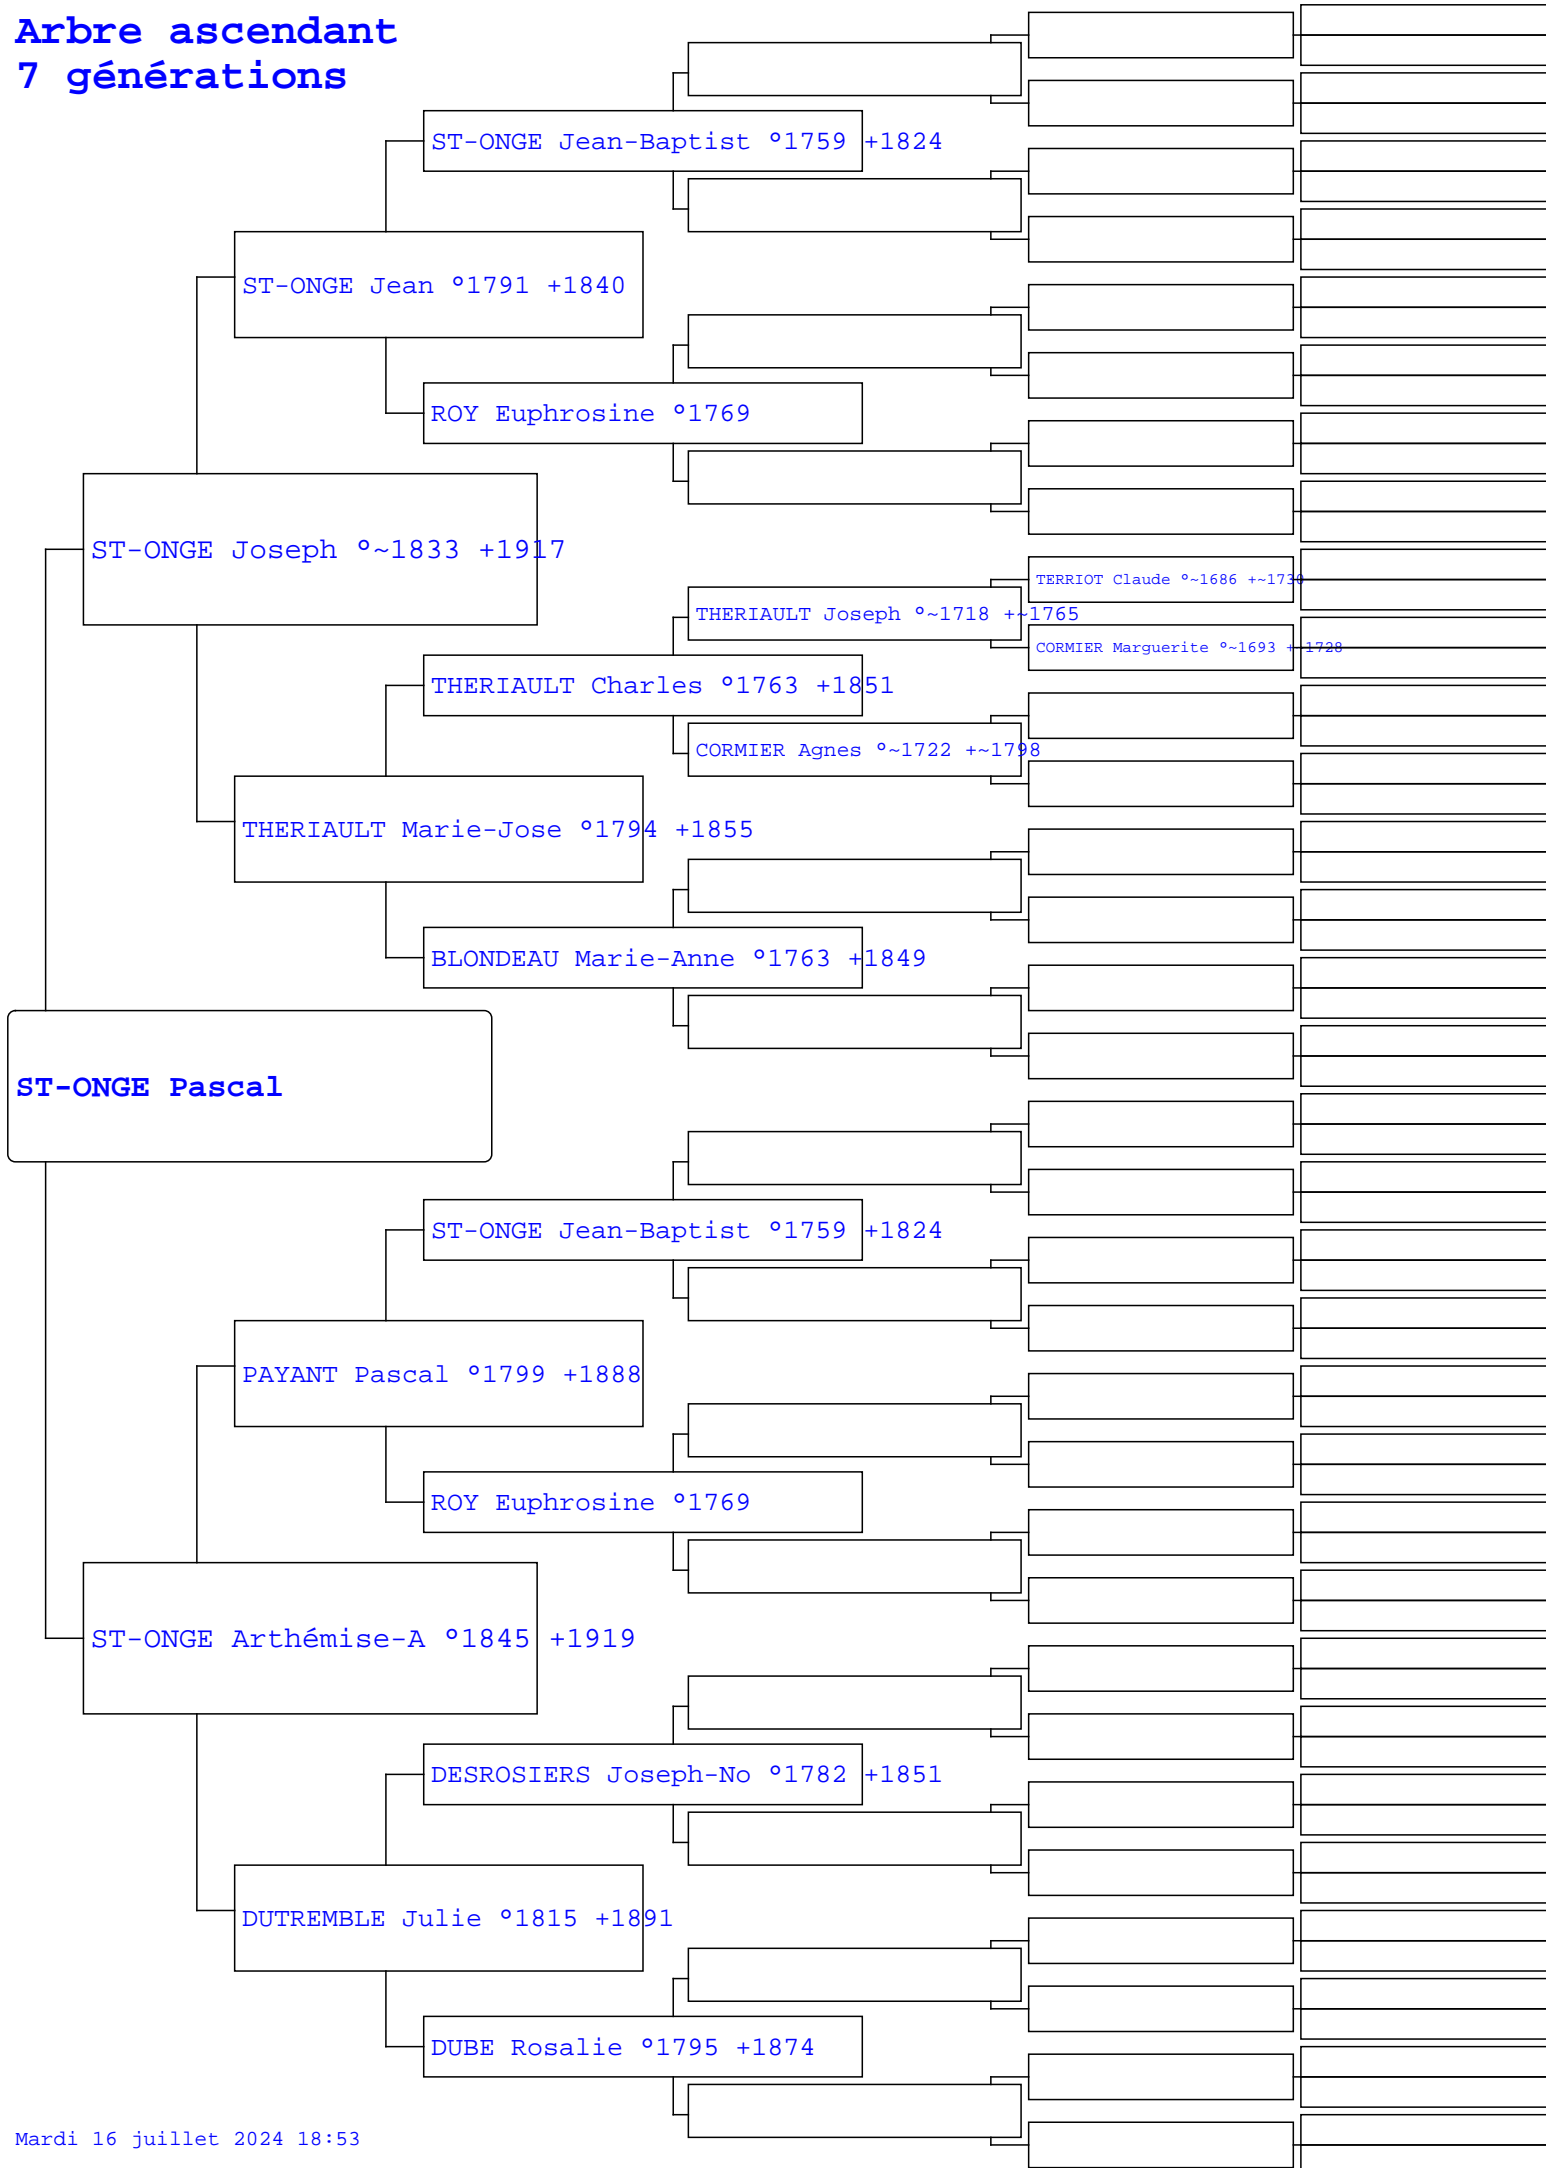 Arbre ascendant
7 générations
ST-ONGE Jean-Baptist °1759 +1824
ST-ONGE Jean °1791 +1840
ROY Euphrosine °1769
ST-ONGE Joseph °~1833 +1917
TERRIOT Claude °~1686 +~1730
THERIAULT Joseph °~1718 +~1765
CORMIER Marguerite °~1693 +~1728
THERIAULT Charles °1763 +1851
CORMIER Agnes °~1722 +~1798
THERIAULT Marie-Jose °1794 +1855
BLONDEAU Marie-Anne °1763 +1849
ST-ONGE Pascal
ST-ONGE Jean-Baptist °1759 +1824
PAYANT Pascal °1799 +1888
ROY Euphrosine °1769
ST-ONGE Arthémise-A °1845 +1919
DESROSIERS Joseph-No °1782 +1851
DUTREMBLE Julie °1815 +1891
DUBE Rosalie °1795 +1874
Mardi 16 juillet 2024 18:53